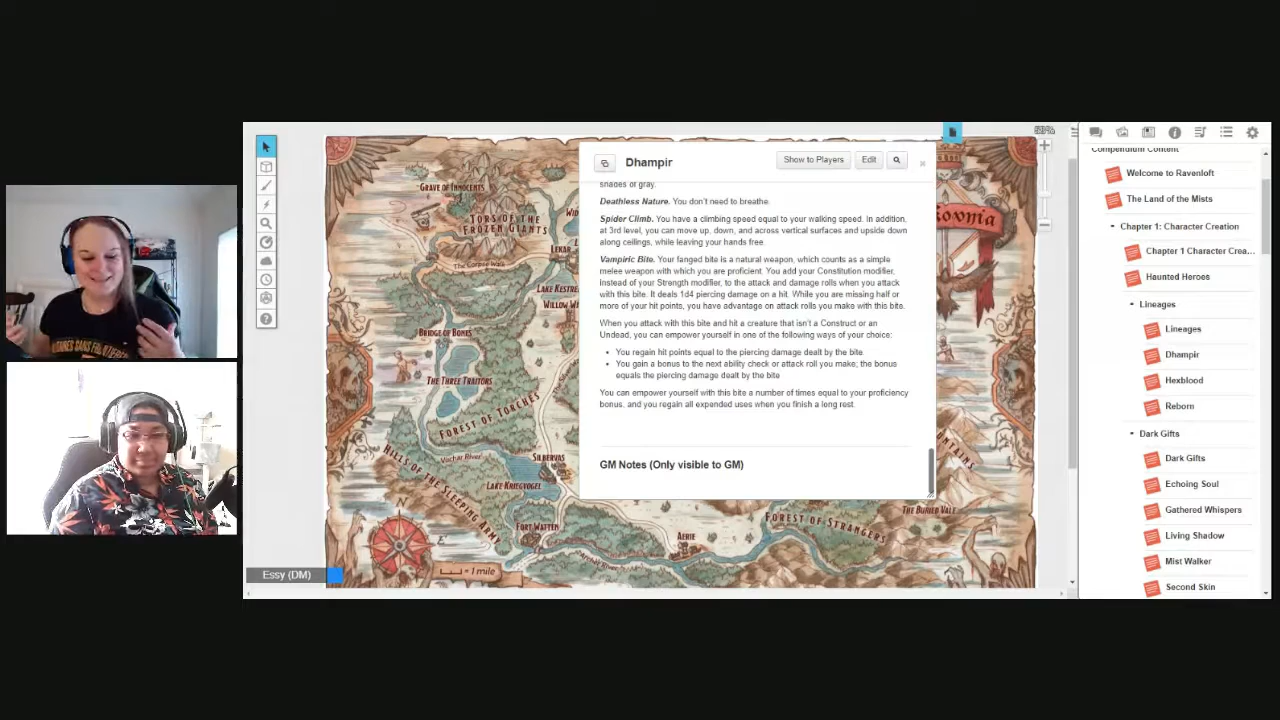 Dhampir
Show to Players
Edit
shades of gray.
Deathless Nature. You don't need to breathe.
Spider Climb. You have a climbing speed equal to your walking speed. In addition,
at 3rd level, you can move up, down, and across vertical surfaces and upside down
along ceilings, while leaving your hands free.
Vampiric Bite. Your fanged bite is a natural weapon, which counts as a simple
melee weapon with which you are proficient. You add your Constitution modifier,
instead of your Strength modifier, to the attack and damage rolls when you attack
with this bite. It deals 1d4 piercing damage on a hit. While you are missing half or
more of your hit points, you have advantage on attack rolls you make with this bite.
When you attack with this bite and hit a creature that isn't a Construct or an
Undead, you can empower yourself in one of the following ways of your choice:
• You regain hit points equal to the piercing damage dealt by the bite
• You gain a bonus to the next ability check or attack roll you make; the bonus
equals the piercing damage dealt by the bite
You can empower yourself with this bite a number of times equal to your proficiency
bonus, and you regain all expended uses when you finish a long rest.
GM Notes (Only visible to GM)
GRAVE OF INNOCENTS
TORS OF THE
FROZEN GIANTS
LEKAR
The Corpse Walk
LAKE KRESTR
WILLOW
BRIDGE OF BONES
THE THREE TRAITORS
FOREST OF TORCHES
Vuchar River
SILBERVAS
LAKE KRIEGVOGEL
HILLS OF THE SLEEPING ARMY
FORT WATTEN
AERIE
FOREST OF STRANGERS
THE BURIED VALE
= 1 mile
Essy (DM)
Compendium Content
Welcome to Ravenloft
The Land of the Mists
Chapter 1: Character Creation
Chapter 1 Character Crea...
Haunted Heroes
Lineages
Lineages
Dhampir
Hexblood
Reborn
Dark Gifts
Dark Gifts
Echoing Soul
Gathered Whispers
Living Shadow
Mist Walker
Second Skin